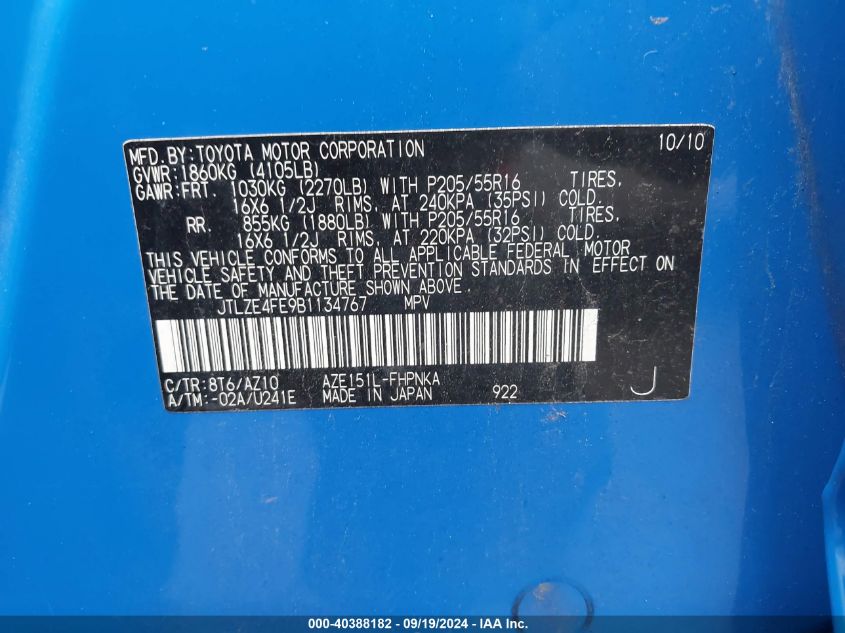 MFD. BY: TOYOTA MOTOR CORPORATION 10/10
GVWR: 1860KG (4105LB)
GAWR: FRT. 1030KG (2270LB) WITH P205/55R16 TIRES,
16X6 1/2J RIMS, AT 240KPA (35PSI) COLD.
RR. 855KG (1880LB) WITH P205/55R16 TIRES,
16X6 1/2J RIMS, AT 220KPA (32PSI) COLD.
THIS VEHICLE CONFORMS TO ALL APPLICABLE FEDERAL MOTOR
VEHICLE SAFETY AND THEFT PREVENTION STANDARDS IN EFFECT ON
THE DATE OF MANUFACTURE SHOWN ABOVE.
JTLZE4FE9B1134767 MPV
C/TR: 8T6/AZ10 AZE151L-FHPNKA
A/TM: -02A/U241E MADE IN JAPAN 922 J
000-40388182 - 09/19/2024 - IAA Inc.